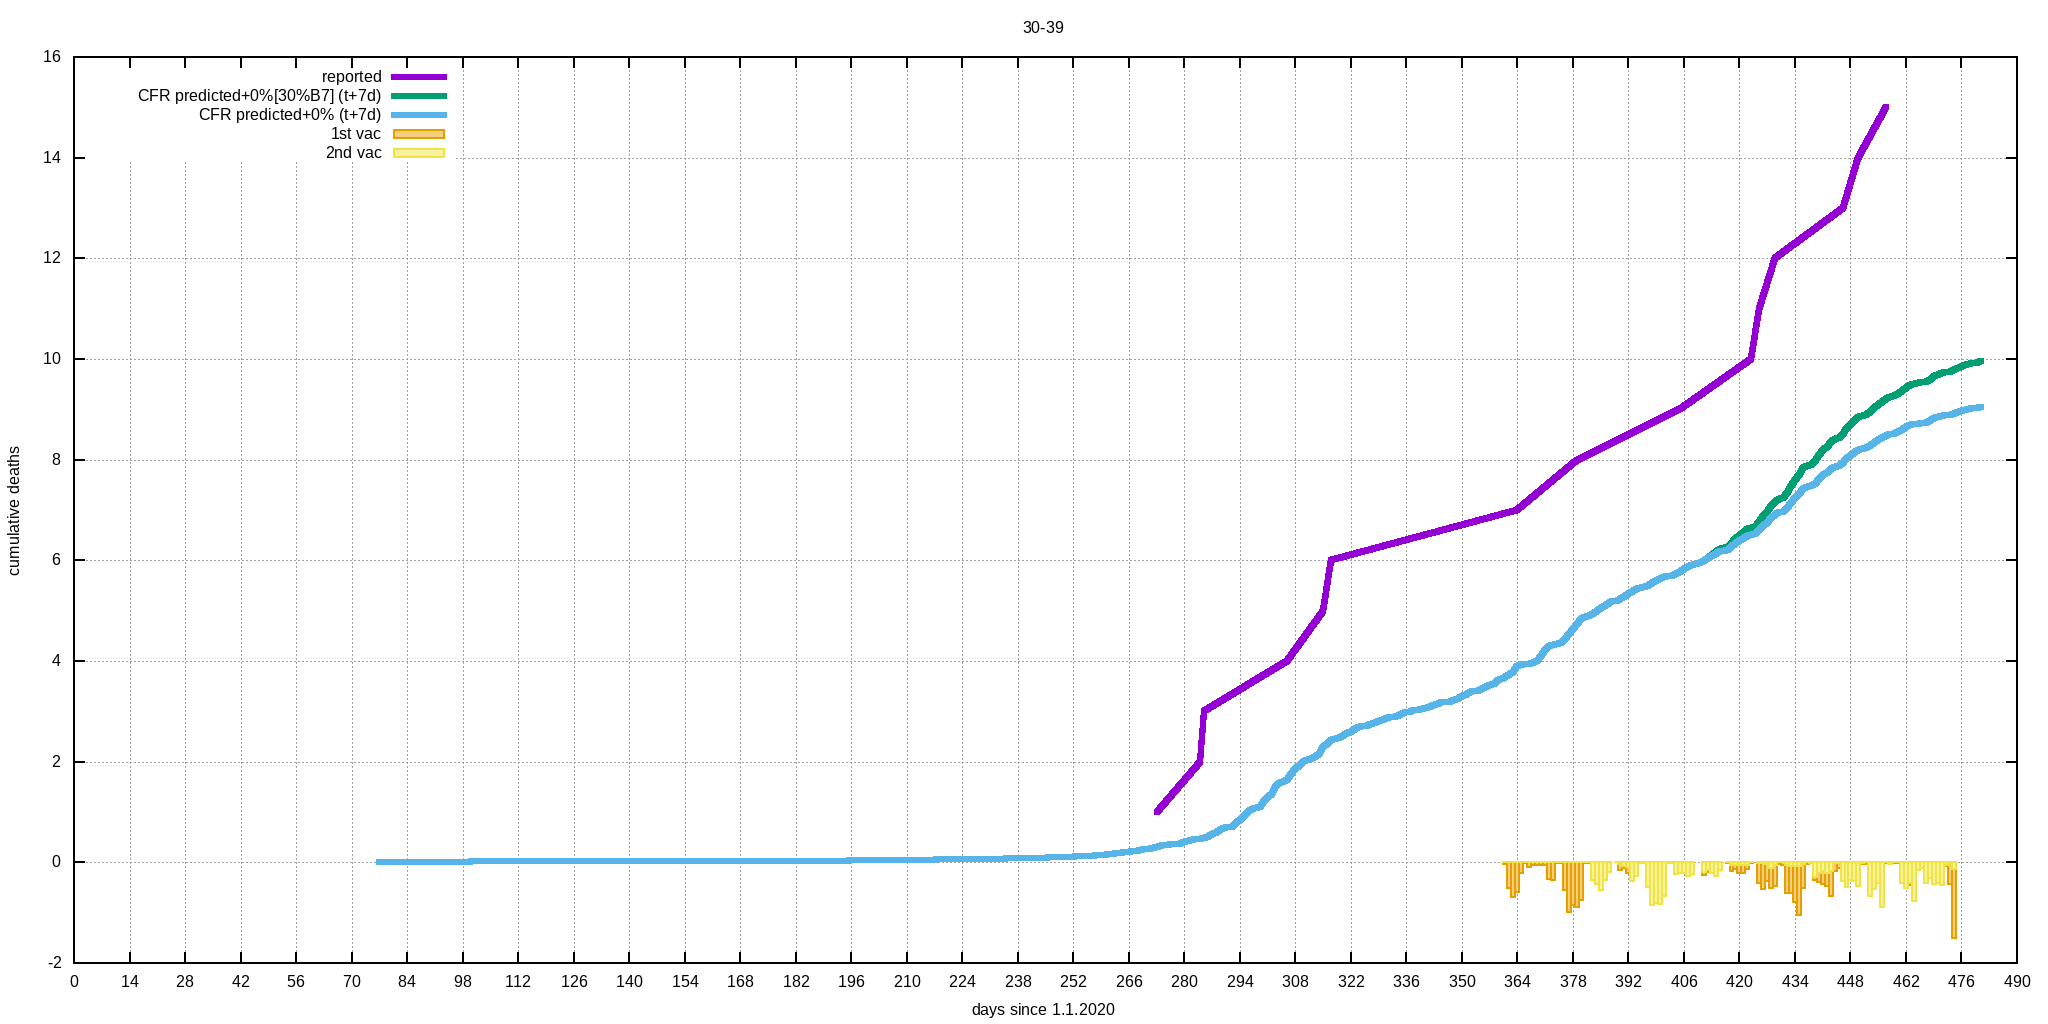 30-39
16
14
12
10
8
6
4
2
0
-2
cumulative deaths
reported
CFR predicted+0%[30%B7] (t+7d)
CFR predicted+0% (t+7d)
1st vac
2nd vac
0 14 28 42 56 70 84 98 112 126 140 154 168 182 196 210 224 238 252 266 280 294 308 322 336 350 364 378 392 406 420 434 448 462 476 490
days since 1.1.2020